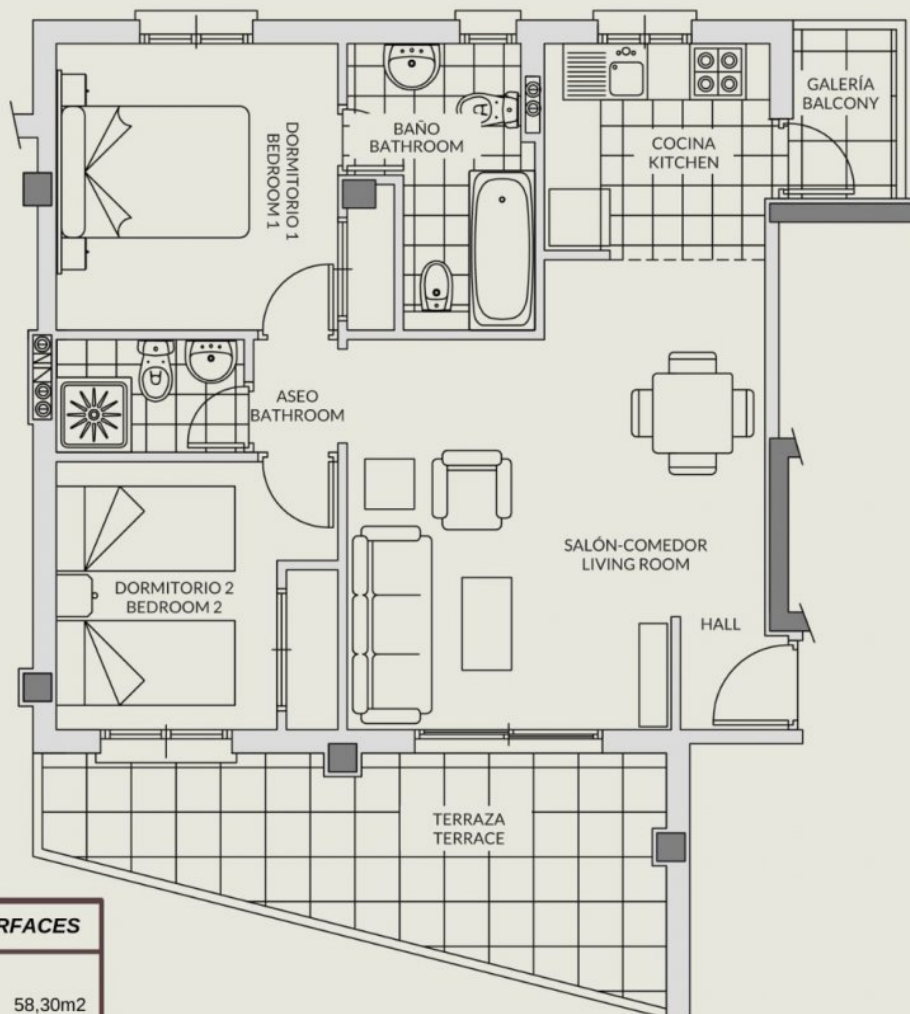 GALERÍA
BALCONY
BAÑO
BATHROOM
COCINA
KITCHEN
DORMITORIO 1
BEDROOM 1
ASEO
BATHROOM
SALÓN-COMEDOR
LIVING ROOM
DORMITORIO 2
BEDROOM 2
HALL
TERRAZA
TERRACE
RFACES
58,30m2